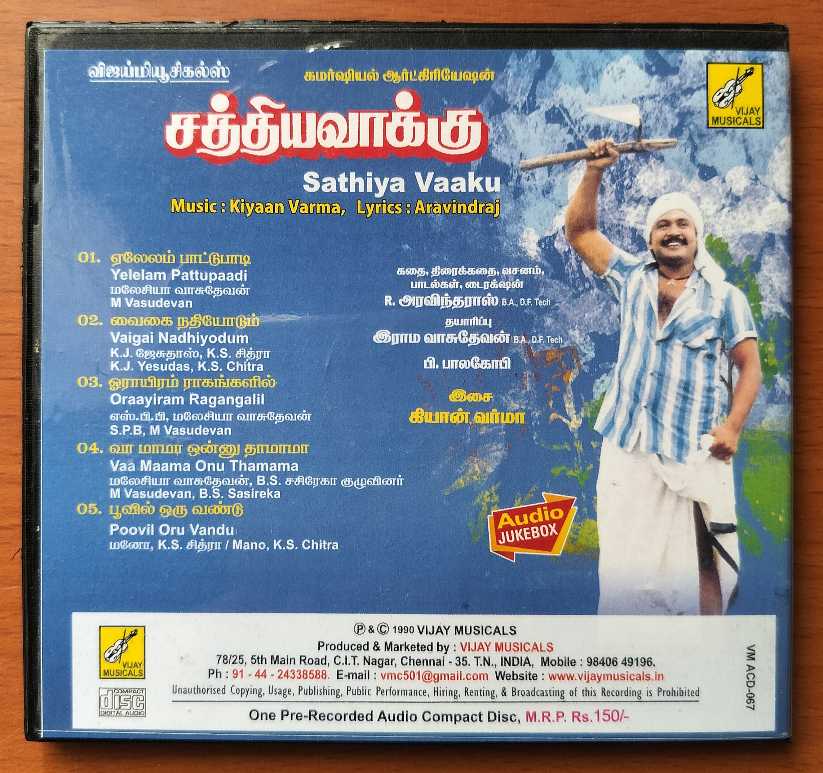 விஜய்மியூசிகல்ஸ்
கமர்ஷியல் ஆர்ட்கிரியேஷன்
VIJAY
MUSICALS
சத்தியவாக்கு
Sathiya Vaaku
Music : Kiyaan Varma, Lyrics : Aravindraj
01. ஏலேலம் பாட்டுபாடி
Yelelam Pattupaadi
மலேசியா வாசுதேவன்
M Vasudevan
02. வைகை நதியோடும்
Vaigai Nadhiyodum
K.J. ஜேசுதாஸ், K.S. சித்ரா
K.J. Yesudas, K.S. Chitra
03. ஓராயிரம் ராகங்களில்
Oraayiram Ragangalil
எஸ்.பி.பி, மலேசியா வாசுதேவன்
S.P.B, M Vasudevan
04. வா மாமா ஒன்னு தாமாமா
Vaa Maama Onu Thamama
மலேசியா வாசுதேவன், B.S. சசிரேகா குழுவினர்
M Vasudevan, B.S. Sasireka
05. பூவில் ஒரு வண்டு
Poovil Oru Vandu
மனோ, K.S. சித்ரா / Mano, K.S. Chitra
கதை, திரைக்கதை, வசனம்,
பாடல்கள், டைரக்ஷன்
R. அரவிந்தராஸ் B.A., D.F. Tech
தயாரிப்பு
இராம வாசுதேவன் B.A., D.F. Tech
பி. பாலகோபி
இசை
கியான் வர்மா
Audio
JUKEBOX
VIJAY
MUSICALS
COMPACT
disc
DIGITAL AUDIO
Ⓟ & © 1990 VIJAY MUSICALS
Produced & Marketed by : VIJAY MUSICALS
78/25, 5th Main Road, C.I.T. Nagar, Chennai - 35. T.N., INDIA, Mobile : 98406 49196.
Ph : 91 - 44 - 24338588. E-mail : vmc501@gmail.com Website : www.vijaymusicals.in
Unauthorised Copying, Usage, Publishing, Public Performance, Hiring, Renting, & Broadcasting of this Recording is Prohibited
One Pre-Recorded Audio Compact Disc, M.R.P. Rs.150/-
VM ACD-067